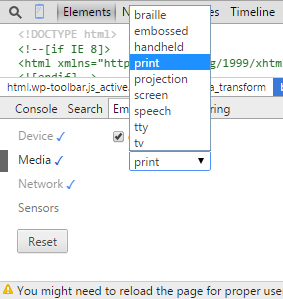 Elements N
<!DOCTYPE html>
<!--[if IE 8]>
<html xmlns="http g/1999/xhtm
<![endif]-->
html.wp-toolbar.js_active. a_transform b
braille
embossed
handheld
print
projection
screen
speech
tty
tv
Console Search Em ring
Device ✓
Media ✓ print
Network ✓
Sensors
Reset
You might need to reload the page for proper use